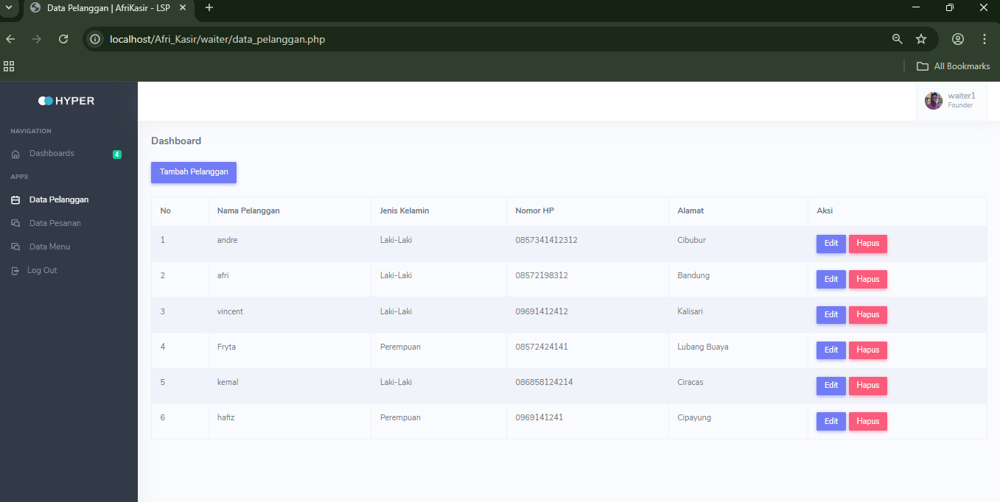 Data Pelanggan | AfriKasir - LSP
localhost/Afri_Kasir/waiter/data_pelanggan.php
All Bookmarks
HYPER
waiter1
Founder
NAVIGATION
Dashboards 4
APPS
Data Pelanggan
Data Pesanan
Data Menu
Log Out
Dashboard
Tambah Pelanggan
No Nama Pelanggan Jenis Kelamin Nomor HP Alamat Aksi
1 andre Laki-Laki 0857341412312 Cibubur Edit Hapus
2 afri Laki-Laki 08572198312 Bandung Edit Hapus
3 vincent Laki-Laki 09691412412 Kalisari Edit Hapus
4 Fryta Perempuan 08572424141 Lubang Buaya Edit Hapus
5 kemal Laki-Laki 086858124214 Ciracas Edit Hapus
6 hafiz Perempuan 0969141241 Cipayung Edit Hapus